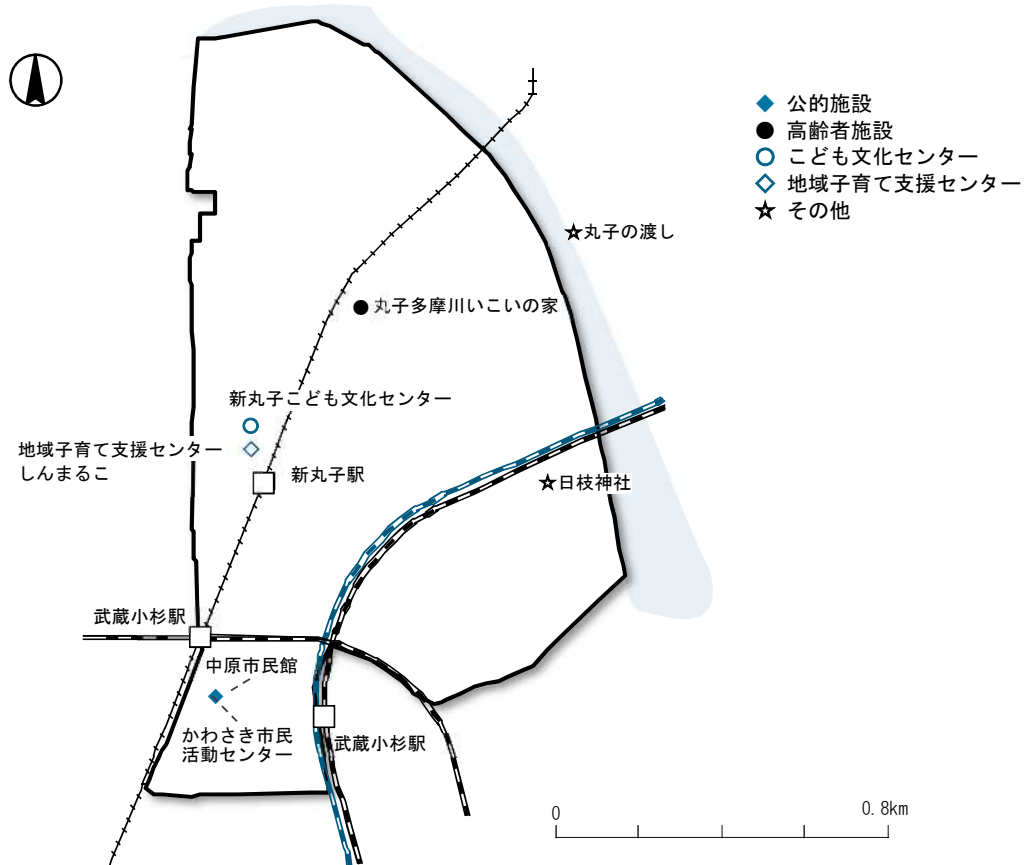 公的施設
高齢者施設
こども文化センター
地域子育て支援センター
その他
丸子の渡し
丸子多摩川いこいの家
新丸子こども文化センター
地域子育て支援センター
しんまるこ
新丸子駅
日枝神社
武蔵小杉駅
中原市民館
かわさき市民
活動センター
武蔵小杉駅
0
0.8km